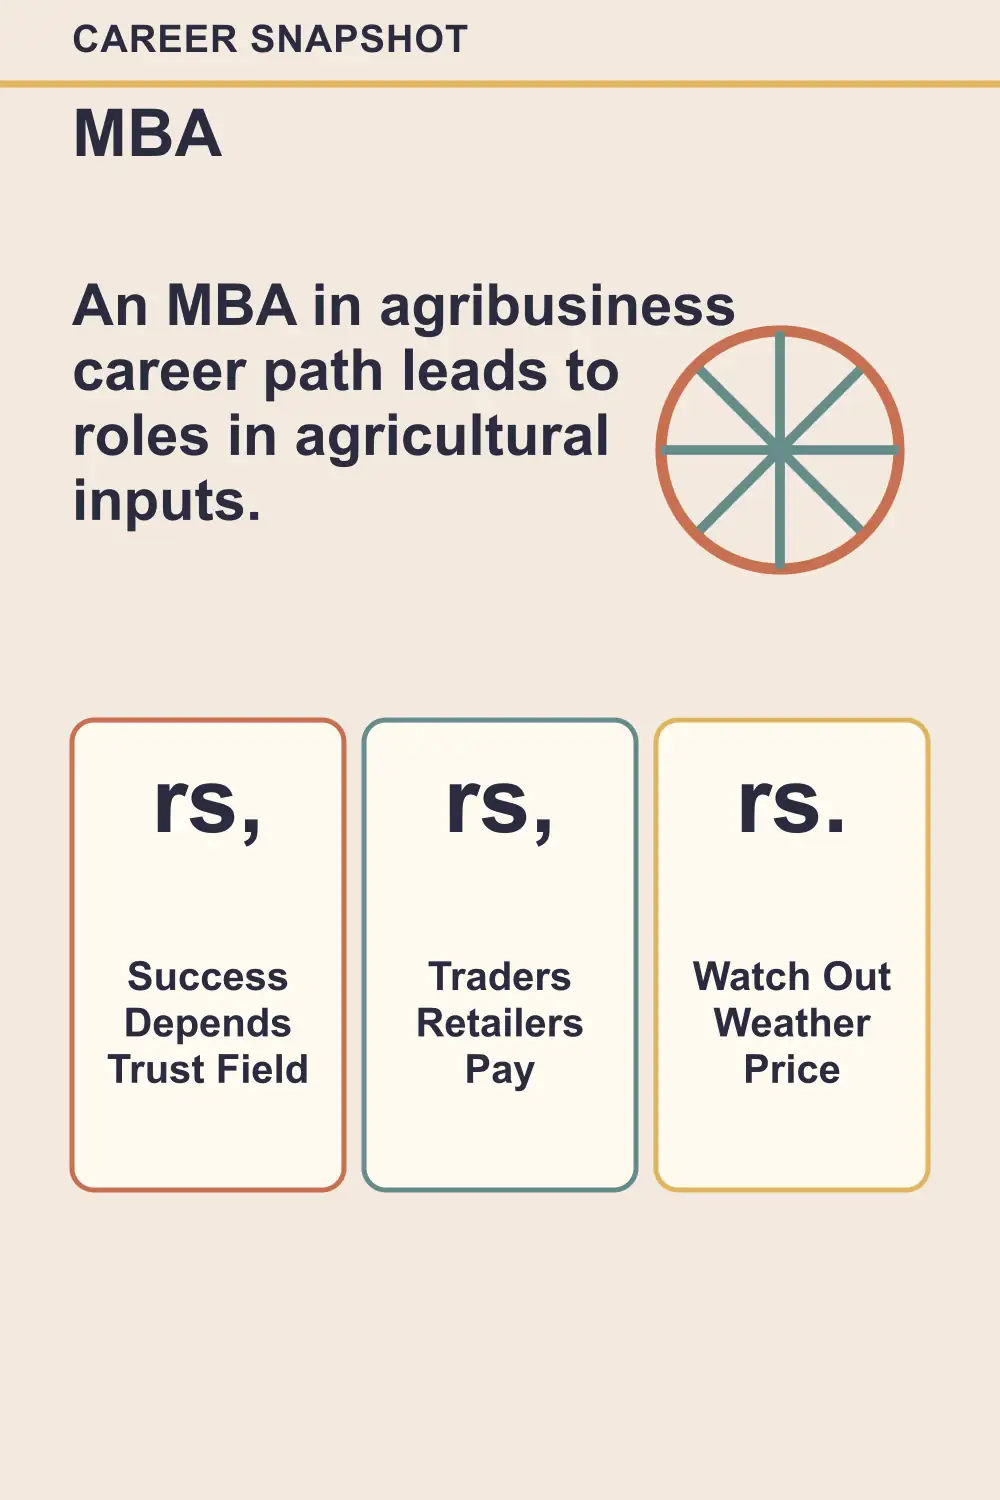 CAREER SNAPSHOT
MBA
An MBA in agribusiness
career path leads to
roles in agricultural
inputs.
rs,
Success
Depends
Trust Field
rs,
Traders
Retailers
Pay
rs.
Watch Out
Weather
Price